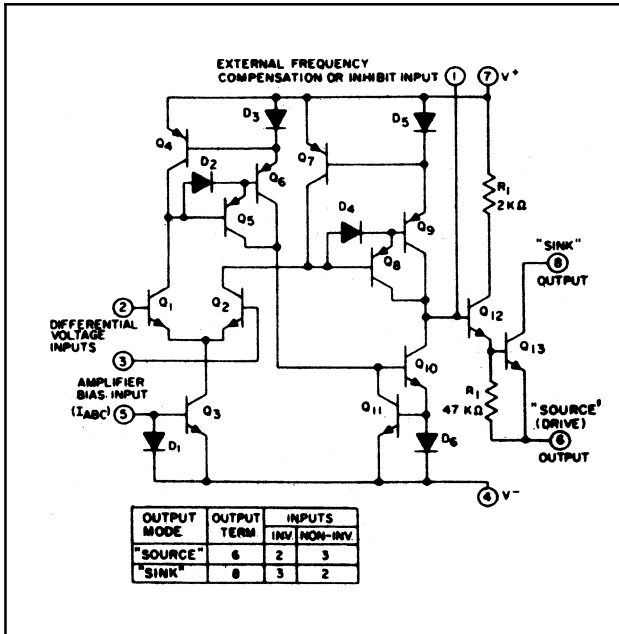 EXTERNAL FREQUENCY
COMPENSATION OR INHIBIT INPUT 1 7 V+
D3
D5
Q4
Q7
D2
Q6
R1
2 KΩ
D4
Q5
Q9
"SINK"
8
OUTPUT
Q8
2
Q1
Q2
Q12
Q13
DIFFERENTIAL
VOLTAGE
INPUTS
3
Q10
AMPLIFIER
BIAS INPUT
(IABC) 5
Q3
Q11
R1
47 KΩ
"SOURCE"
(DRIVE)
6
OUTPUT
D1
D6
4 V-
OUTPUT MODE OUTPUT TERM INPUTS
INV. NON-INV.
"SOURCE" 6 2 3
"SINK" 8 3 2